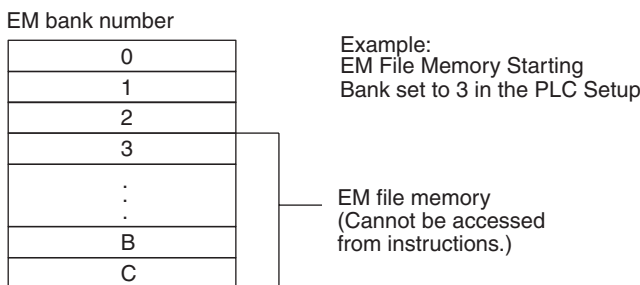 EM bank number
0
1
2
3
.
.
.
B
C
Example:
EM File Memory Starting
Bank set to 3 in the PLC Setup
EM file memory
(Cannot be accessed
from instructions.)